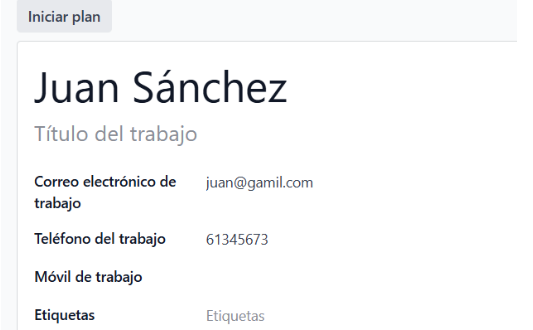 Iniciar plan
Juan Sánchez
Título del trabajo
Correo electrónico de trabajo
juan@gamil.com
Teléfono del trabajo
61345673
Móvil de trabajo
Etiquetas
Etiquetas